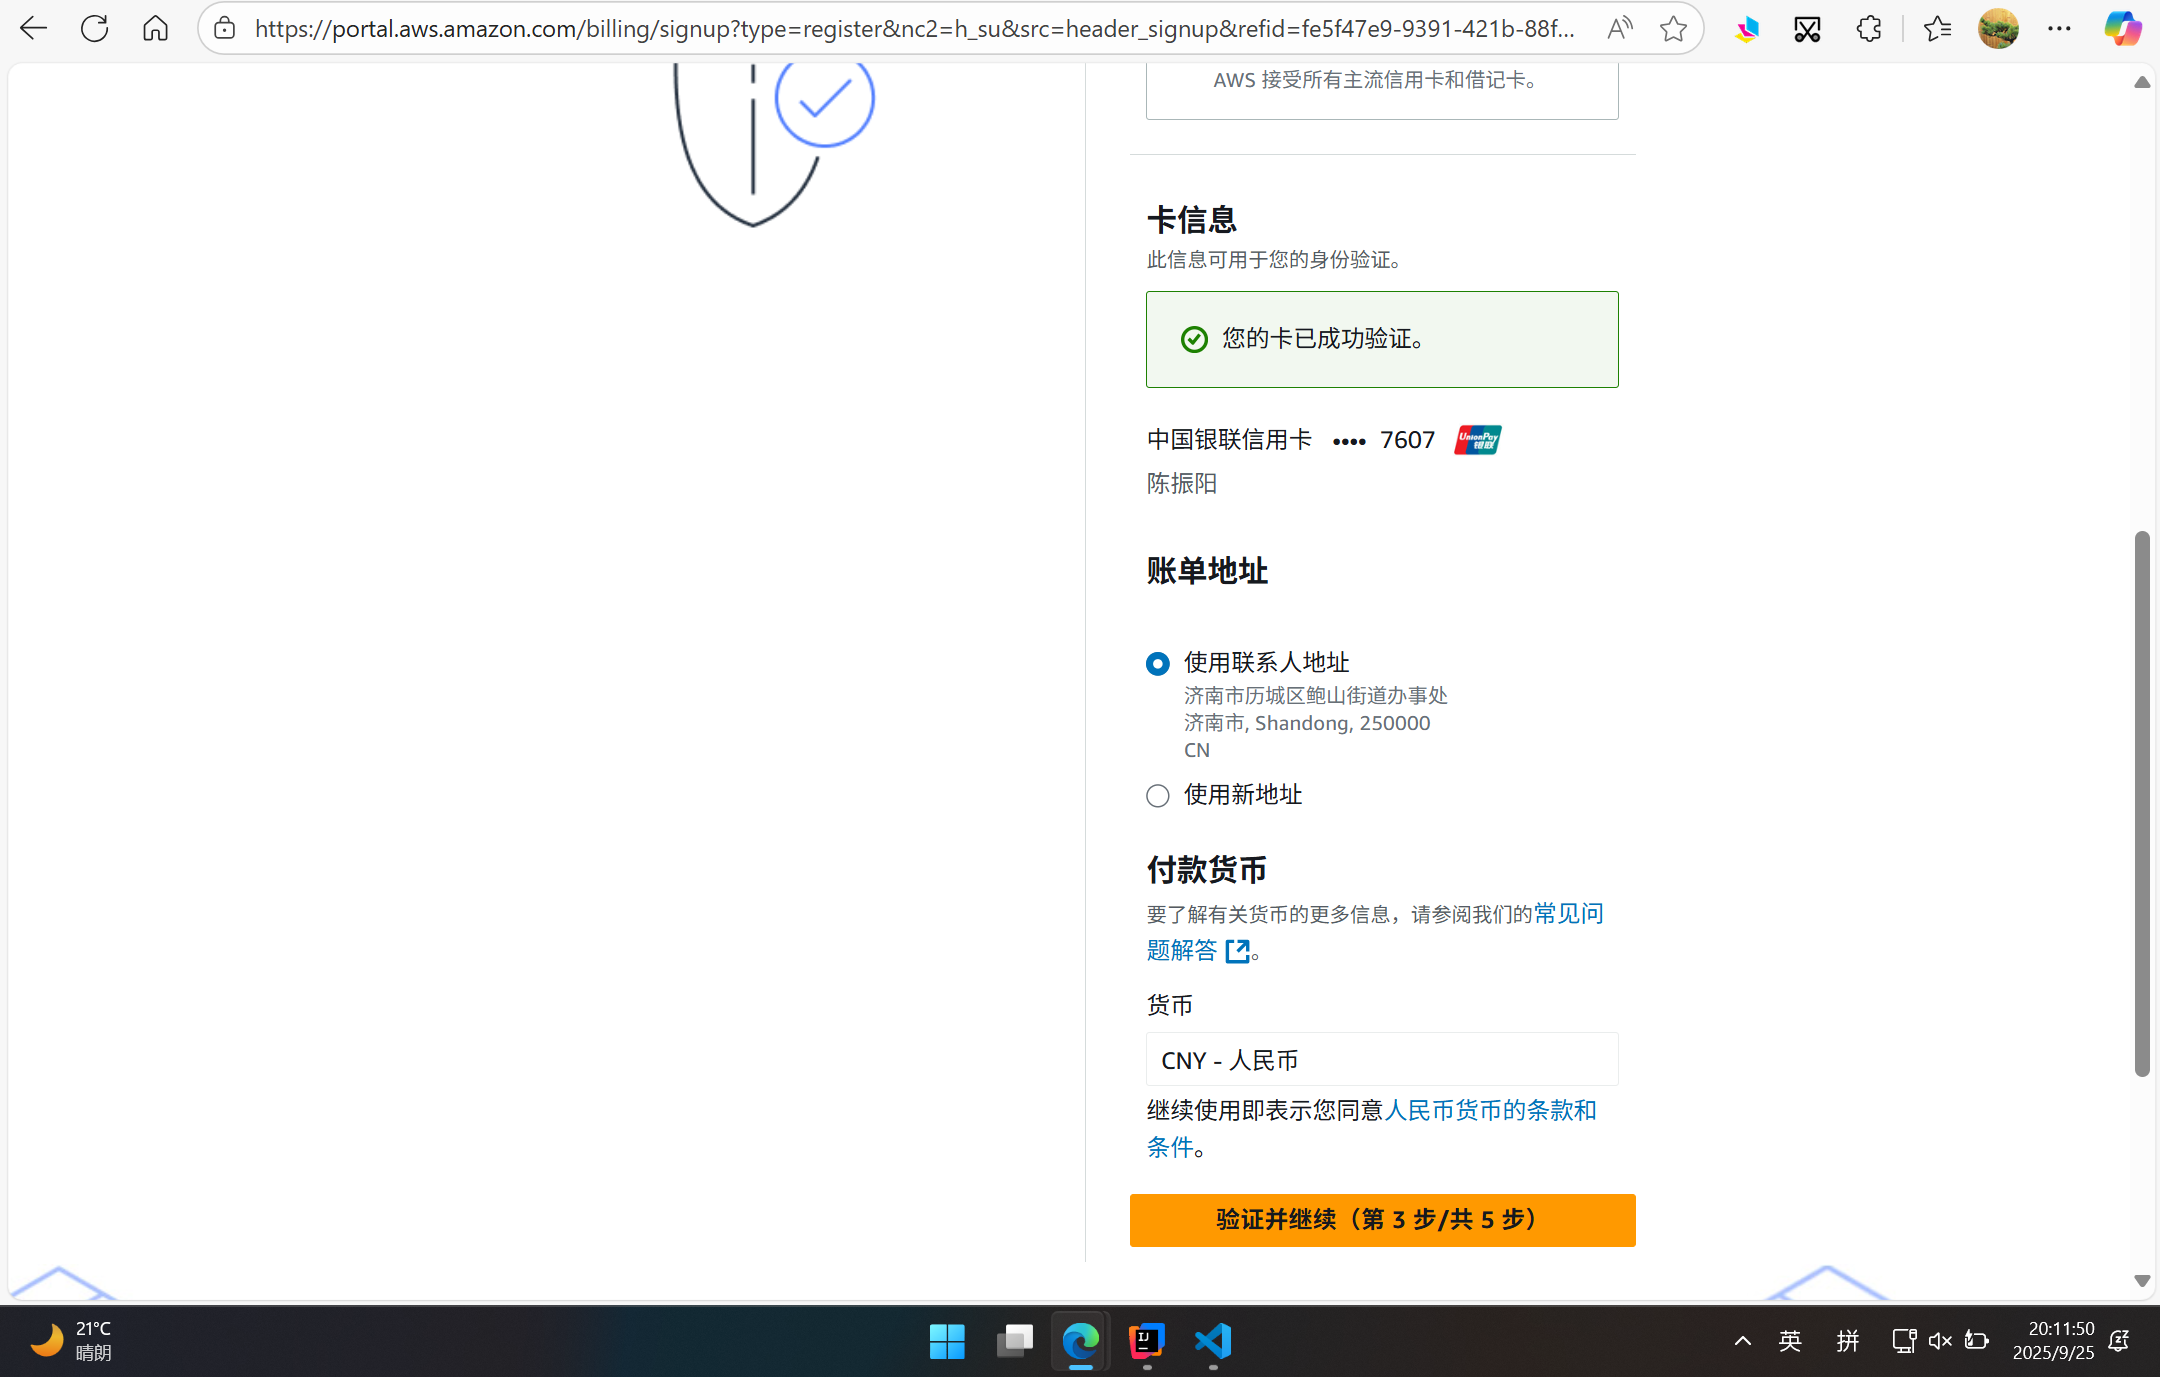 https://portal.aws.amazon.com/billing/signup?type=register&nc2=h_su&src=header_signup&refid=fe5f47e9-9391-421b-88f...
AWS 接受所有主流信用卡和借记卡。
卡信息
此信息可用于您的身份验证。
您的卡已成功验证。
中国银联信用卡 •••• 7607 UnionPay 银联
陈振阳
账单地址
使用联系人地址
济南市历城区鲍山街道办事处
济南市, Shandong, 250000
CN
使用新地址
付款货币
要了解有关货币的更多信息，请参阅我们的常见问
题解答。
货币
CNY - 人民币
继续使用即表示您同意人民币货币的条款和
条件。
验证并继续（第 3 步/共 5 步）
21°C
晴朗
IJ
英 拼
20:11:50
2025/9/25